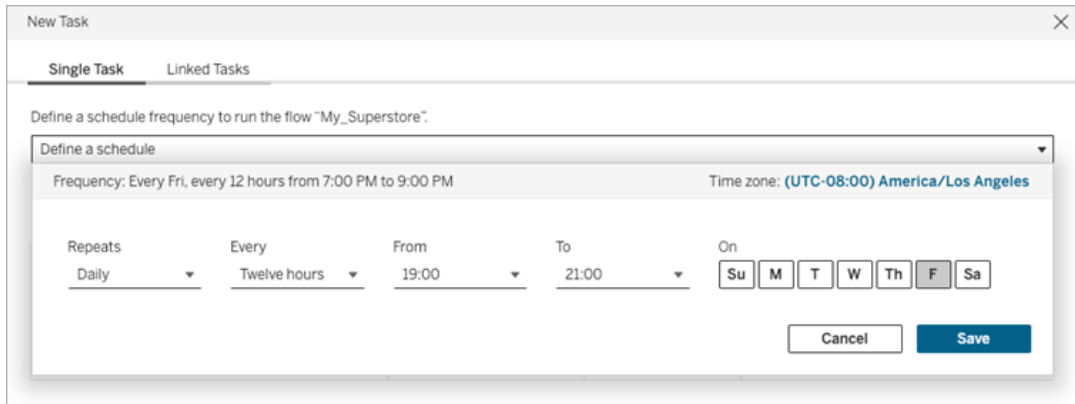 New Task
Single Task Linked Tasks
Define a schedule frequency to run the flow "My_Superstore".
Define a schedule
Frequency: Every Fri, every 12 hours from 7:00 PM to 9:00 PM Time zone: (UTC-08:00) America/Los Angeles
Repeats Every From To On
Daily Twelve hours 19:00 21:00 Su M T W Th F Sa
Cancel Save